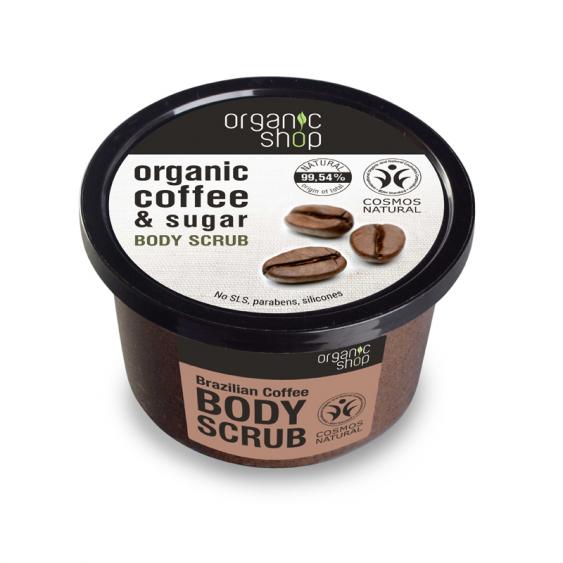 organic
shop
organic
coffee
& sugar
BODY SCRUB
NATURAL
99,54%
origin of total
COSMOS
NATURAL
No SLS, parabens, silicones
organic
shop
Brazilian Coffee
BODY
SCRUB
COSMOS
NATURAL